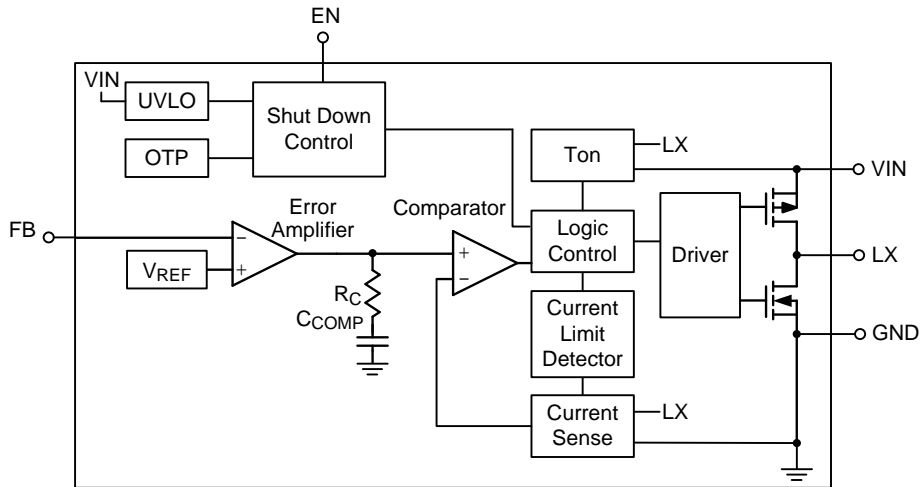 EN
VIN
UVLO
Shut Down
Control
OTP
Ton
LX
VIN
Error
Amplifier
Comparator
FB
−
+
VREF
+
−
Logic
Control
Driver
LX
RC
CCOMP
Current
Limit
Detector
GND
Current
Sense
LX